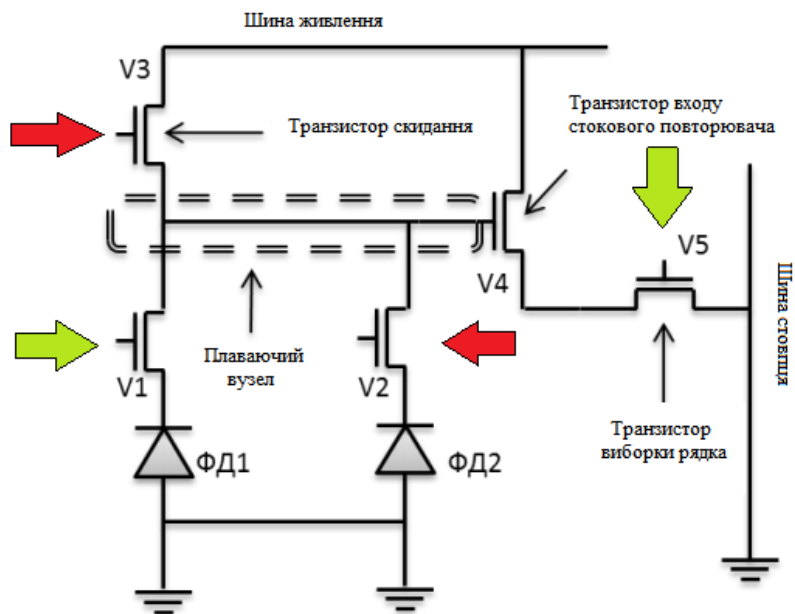 Шина живлення
V3
Транзистор скидання
Транзистор входу
стокового повторювача
V5
V4
Шина стовпця
Плаваючий
вузел
V1
V2
Транзистор
виборки рядка
ФД1
ФД2